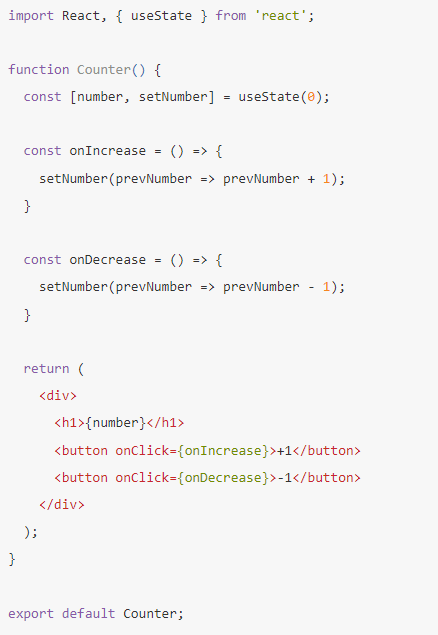 import React, { useState } from 'react';

function Counter() {
  const [number, setNumber] = useState(0);

  const onIncrease = () => {
    setNumber(prevNumber => prevNumber + 1);
  }

  const onDecrease = () => {
    setNumber(prevNumber => prevNumber - 1);
  }

  return (
    <div>
      <h1>{number}</h1>
      <button onClick={onIncrease}>+1</button>
      <button onClick={onDecrease}>-1</button>
    </div>
  );
}

export default Counter;